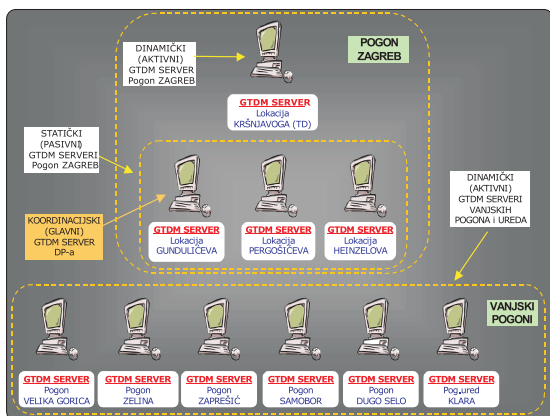 DINAMIČKI
(AKTIVNI)
GTDM SERVER
Pogon ZAGREB
POGON
ZAGREB
GTDM SERVER
Lokacija
KRŠNJAVOGA (TD)
STATIČKI
(PASIVNI)
GTDM SERVERI
Pogon ZAGREB
DINAMIČKI
(AKTIVNI)
GTDM SERVERI
VANJSKIH
POGONA i UREDA
KOORDINACIJSKI
(GLAVNI)
GTDM SERVER
DP-a
GTDM SERVER
Lokacija
GUNDULIĆEVA
GTDM SERVER
Lokacija
PERGOŠIĆEVA
GTDM SERVER
Lokacija
HEINZELOVA
VANJSKI
POGONI
GTDM SERVER
Pogon
VELIKA GORICA
GTDM SERVER
Pogon
ZELINA
GTDM SERVER
Pogon
ZAPREŠIĆ
GTDM SERVER
Pogon
SAMOBOR
GTDM SERVER
Pogon
DUGO SELO
GTDM SERVER
Pog.ured
KLARA